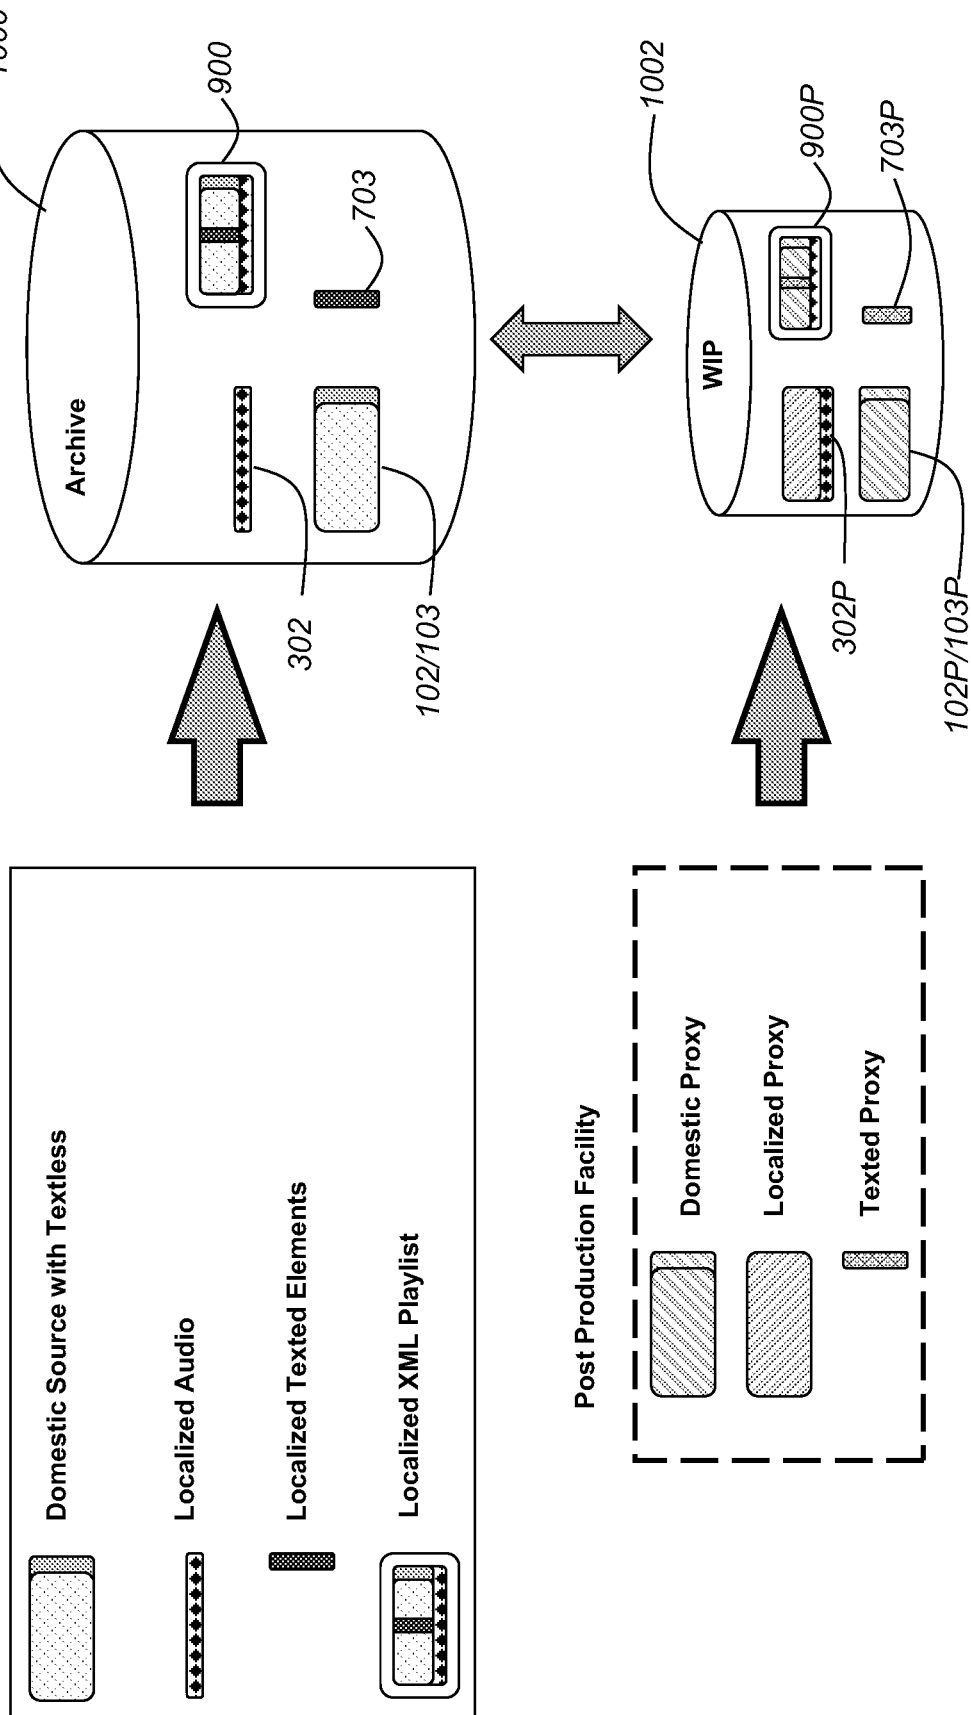 Domestic Source with Textless
Localized Audio
Localized Texted Elements
Localized XML Playlist
Archive
900
703
302
102/103
Post Production Facility
Domestic Proxy
Localized Proxy
Texted Proxy
1002
WIP
900P
703P
302P
102P/103P